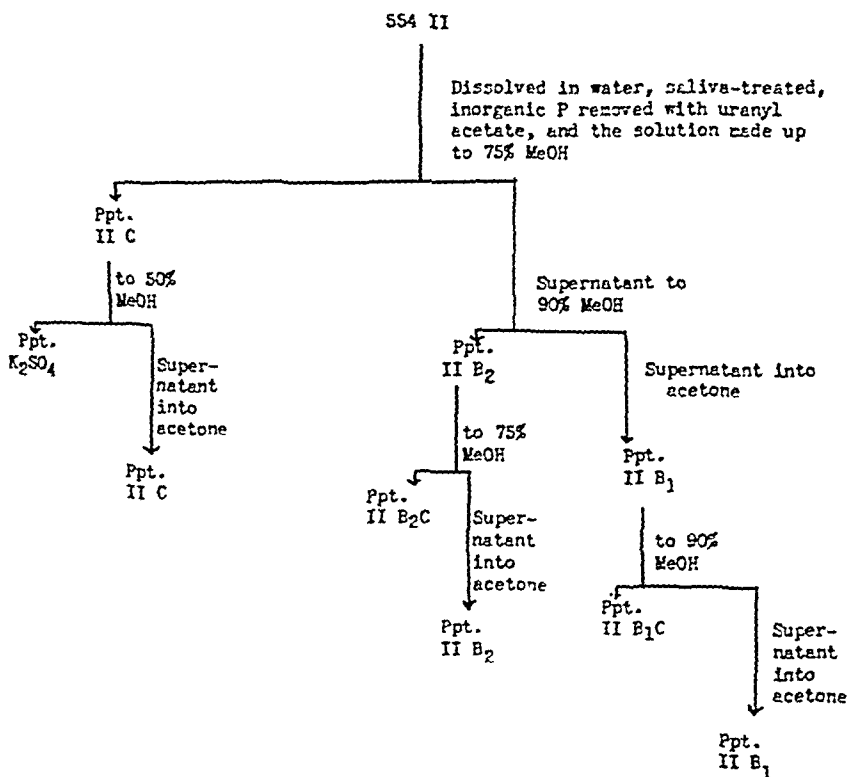 554 II
Dissolved in water, saliva-treated,
inorganic P removed with uranyl
acetate, and the solution made up
to 75% MeOH
Ppt.
II C
to 50%
MeOH
Ppt.
K₂SO₄
Super-
natant
into
acetone
Ppt.
II C
Supernatant to
90% MeOH
Ppt.
II B₂
to 75%
MeOH
Ppt.
II B₂C
Super-
natant
into
acetone
Ppt.
II B₂
Supernatant into
acetone
Ppt.
II B₁
to 90%
MeOH
Ppt.
II B₁C
Super-
natant
into
acetone
Ppt.
II B₁